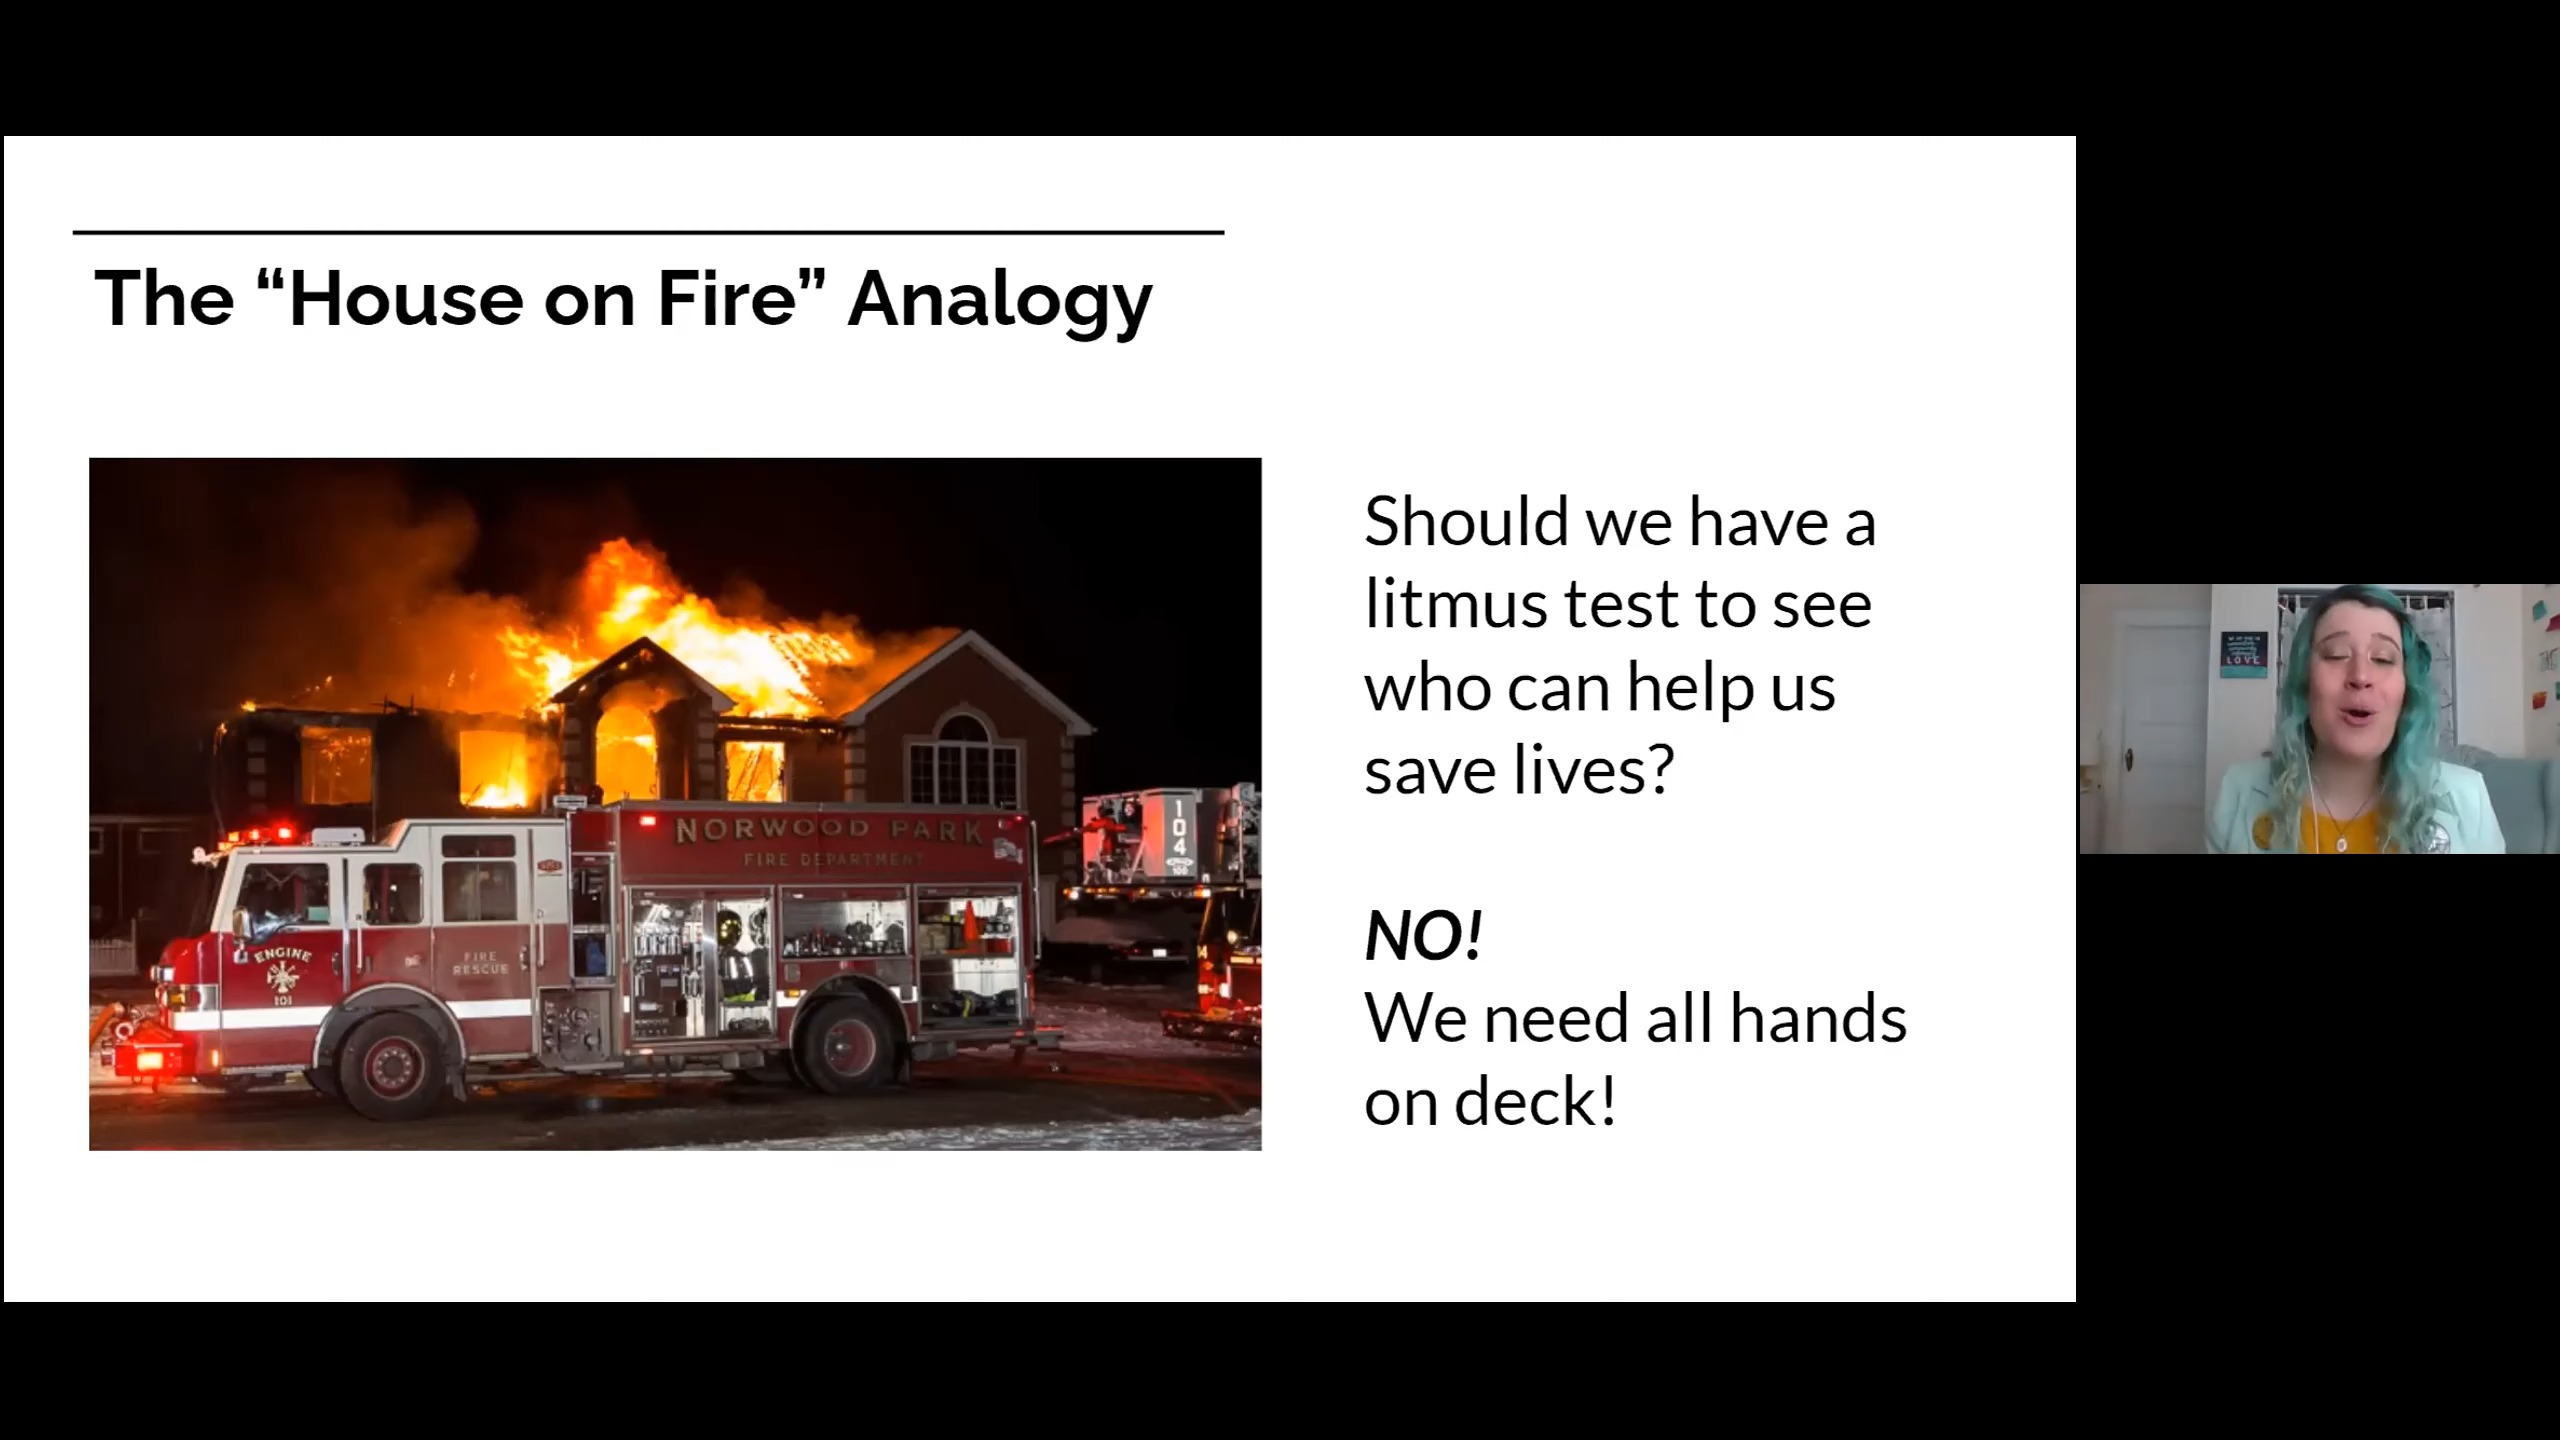 The “House on Fire” Analogy
Should we have a
litmus test to see
who can help us
save lives?
NO!
We need all hands
on deck!
NORWOOD PARK
FIRE DEPARTMENT
104
100
ENGINE
101
FIRE
RESCUE
LOVE